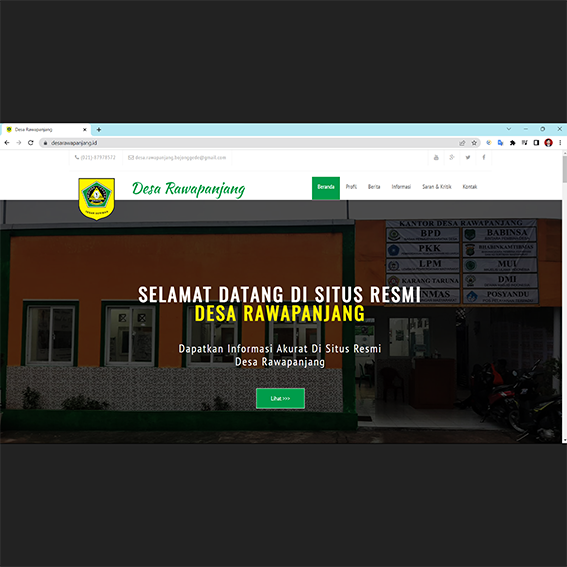 Desa Rawapanjang
desarawapanjang.id
(021) 87978572
desa.rawapanjang.bojonggede@gmail.com
Desa Rawapanjang
Beranda Profil Berita Informasi Saran & Kritik Kontak
KANTOR DESA RAWAPANJANG
BPD BABINSA
PKK BHABINKAMTIBMAS
LPM MUI
KARANG TARUNA DMI
LINMAS POSYANDU
SELAMAT DATANG DI SITUS RESMI
DESA RAWAPANJANG
Dapatkan Informasi Akurat Di Situs Resmi
Desa Rawapanjang
Lihat >>>